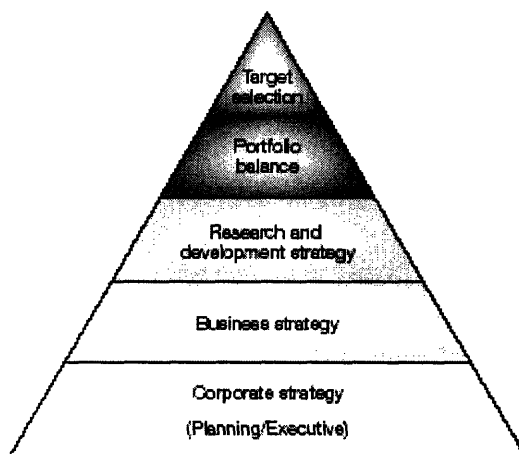 Target
selection
Portfolio
balance
Research and
development strategy
Business strategy
Corporate strategy
(Planning/Executive)